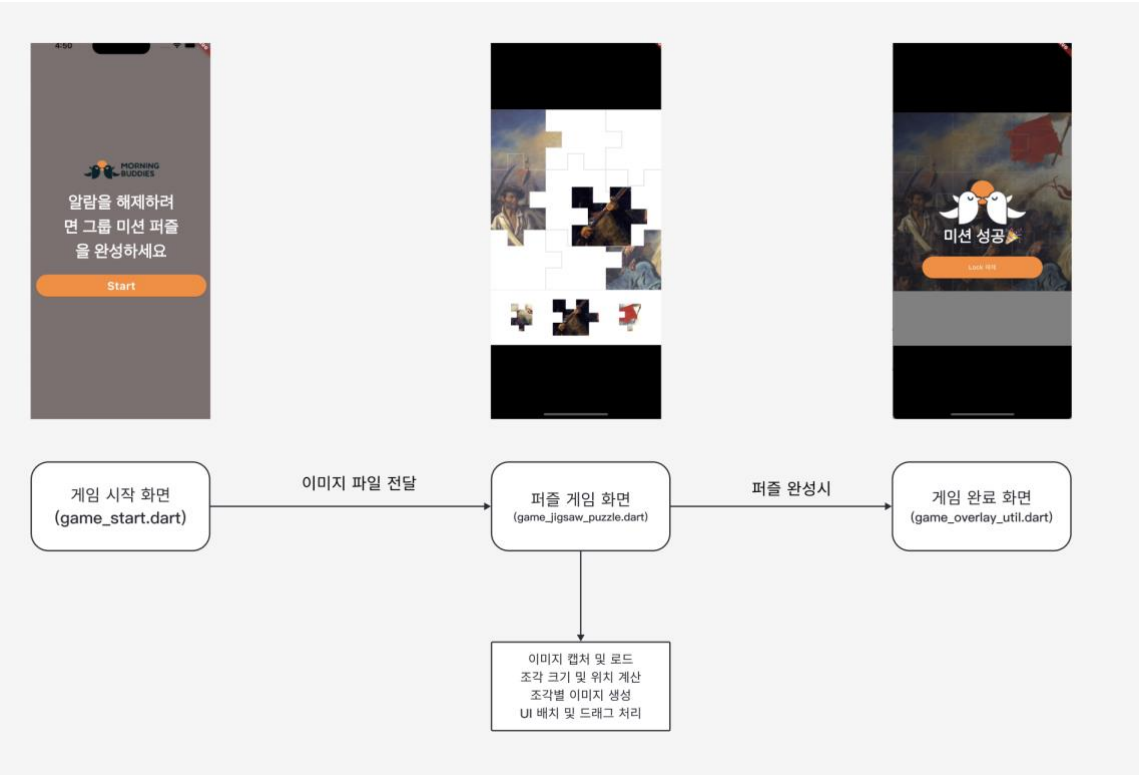 4:50
MORNING
BUDDIES
알람을 해제하려
면 그룹 미션 퍼즐
을 완성하세요
Start
미션 성공🎉
Lock 해제
게임 시작 화면
(game_start.dart)
이미지 파일 전달
퍼즐 게임 화면
(game_jigsaw_puzzle.dart)
퍼즐 완성시
게임 완료 화면
(game_overlay_util.dart)
이미지 캡처 및 로드
조각 크기 및 위치 계산
조각별 이미지 생성
UI 배치 및 드래그 처리